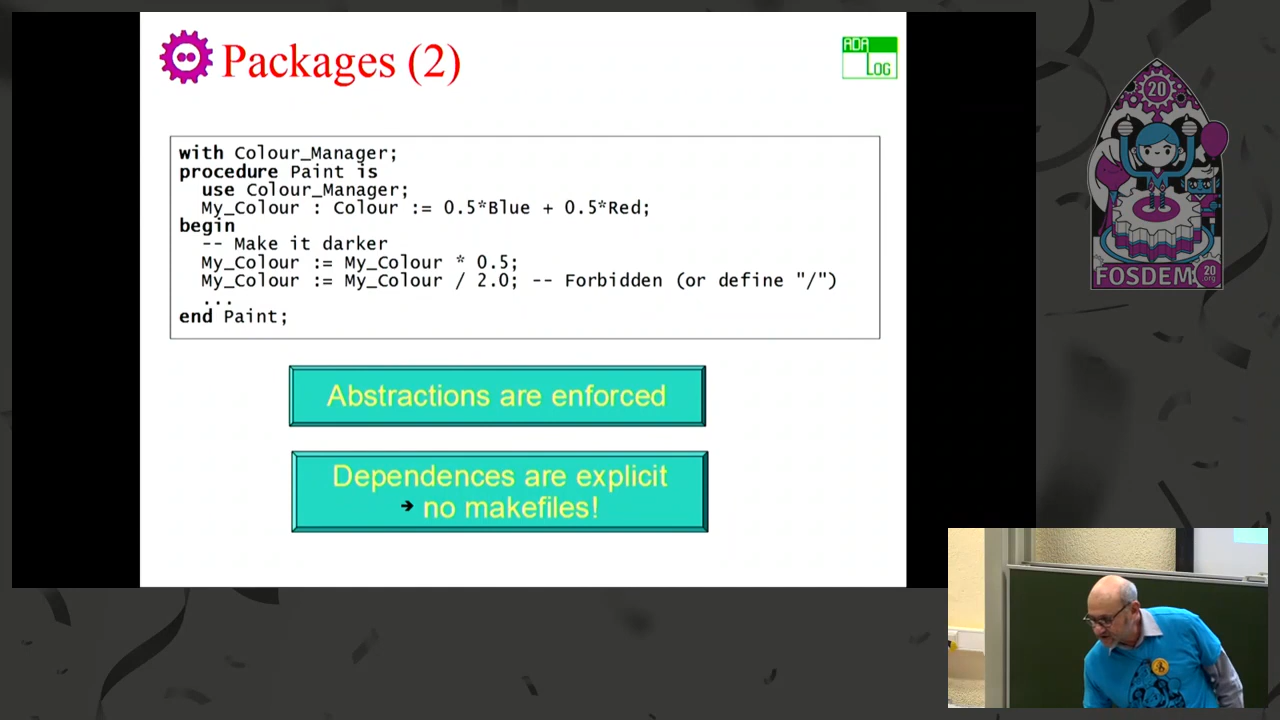 Packages (2)
ADA
LOG
with Colour_Manager;
procedure Paint is
use Colour_Manager;
My_Colour : Colour := 0.5*Blue + 0.5*Red;
begin
-- Make it darker
My_Colour := My_Colour * 0.5;
My_Colour := My_Colour / 2.0; -- Forbidden (or define "/")
...
end Paint;
Abstractions are enforced
Dependences are explicit
➔ no makefiles!
20
FOSDEM
20
.org